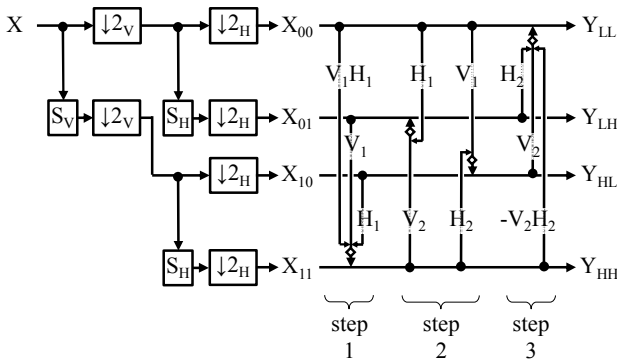 X ↓2V ↓2H X00 YLL
V1H1 H1 V1 H2
SV ↓2V SH ↓2H X01 YLH
V1 V2
↓2H X10 YHL
H1 V2 H2 -V2H2
SH ↓2H X11 YHH
step 1
step 2
step 3